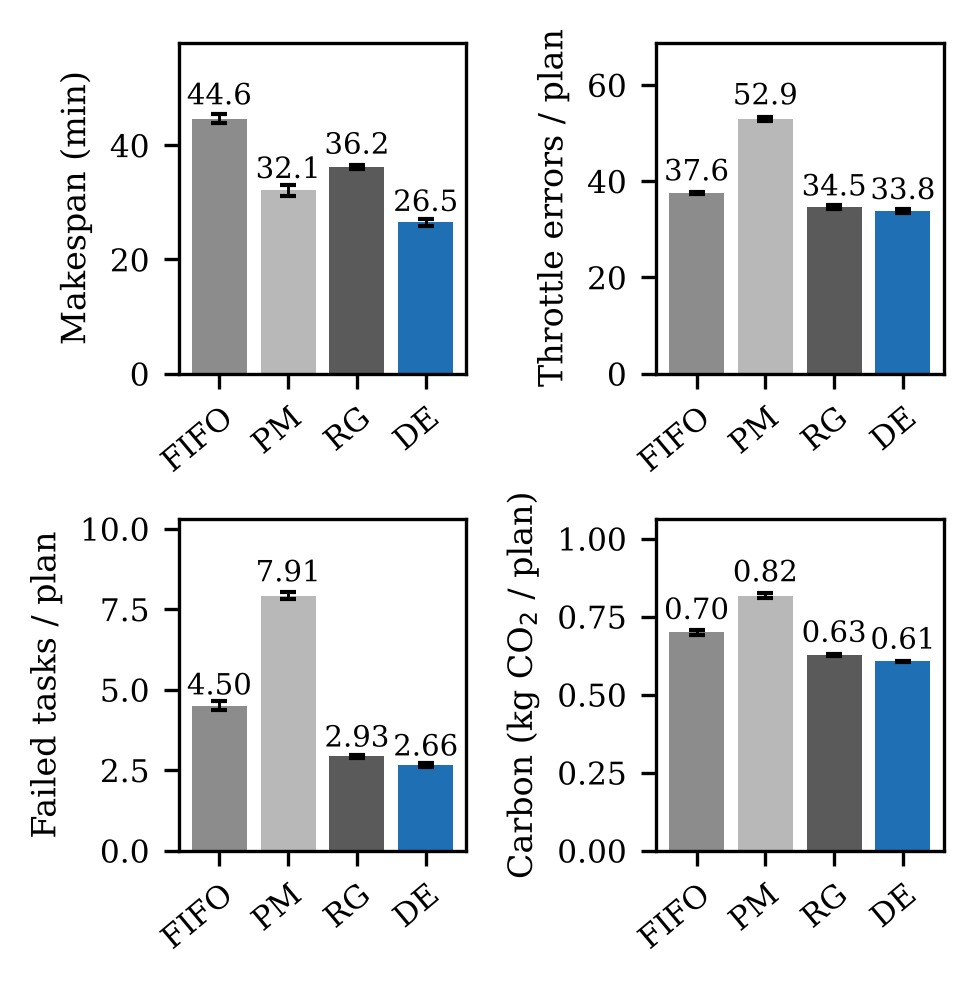 Makespan (min)
40
20
0
44.6
32.1
36.2
26.5
FIFO
PM
RG
DE
Throttle errors / plan
60
40
20
0
37.6
52.9
34.5
33.8
FIFO
PM
RG
DE
Failed tasks / plan
10.0
7.5
5.0
2.5
0.0
4.50
7.91
2.93
2.66
FIFO
PM
RG
DE
Carbon (kg CO₂ / plan)
1.00
0.75
0.50
0.25
0.00
0.70
0.82
0.63
0.61
FIFO
PM
RG
DE